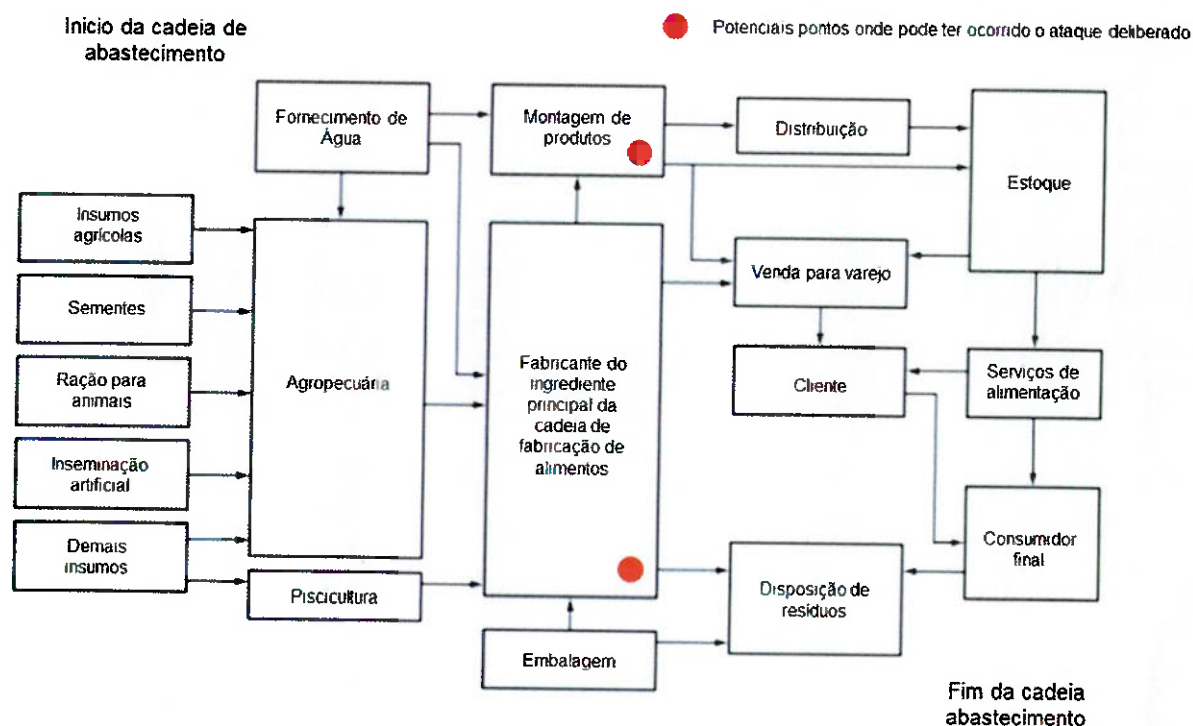 Inicio da cadeia de
abastecimento
Potenciais pontos onde pode ter ocorrido o ataque deliberado
Fornecimento de
Água
Montagem de
produtos
Distribuição
Estoque
Insumos
agrícolas
Sementes
Ração para
animais
Inseminação
artificial
Demais
insumos
Agropecuária
Piscicultura
Fabricante do
ingrediente
principal da
cadeia de
fabricação de
alimentos
Embalagem
Venda para varejo
Cliente
Serviços de
alimentação
Consumidor
final
Disposição de
resíduos
Fim da cadeia
abastecimento